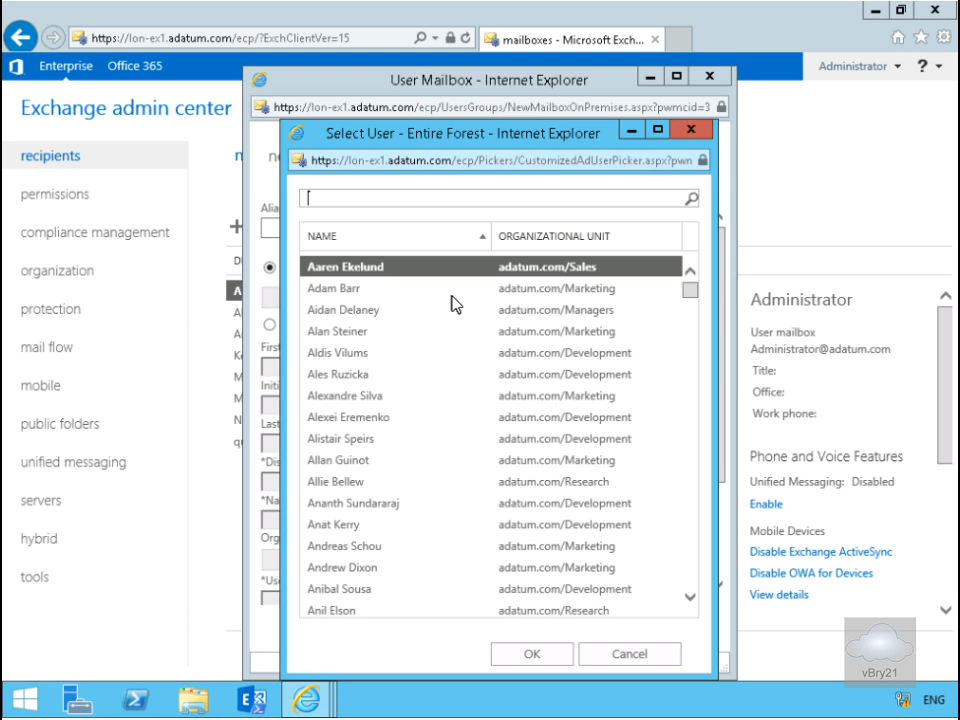 https://lon-ex1.adatum.com/ecp/?ExchClientVer=15
mailboxes - Microsoft Exch...
Enterprise Office 365
Administrator
?
Exchange admin center
recipients
permissions
compliance management
organization
protection
mail flow
mobile
public folders
unified messaging
servers
hybrid
tools
User Mailbox - Internet Explorer
https://lon-ex1.adatum.com/ecp/UsersGroups/NewMailboxOnPremises.aspx?pwmcid=3
Select User - Entire Forest - Internet Explorer
https://lon-ex1.adatum.com/ecp/Pickers/CustomizedAdUserPicker.aspx?pwn
NAME ORGANIZATIONAL UNIT
Aaren Ekelund adatum.com/Sales
Adam Barr adatum.com/Marketing
Aidan Delaney adatum.com/Managers
Alan Steiner adatum.com/Marketing
Aldis Vilums adatum.com/Development
Ales Ruzicka adatum.com/Development
Alexandre Silva adatum.com/Marketing
Alexei Eremenko adatum.com/Development
Alistair Speirs adatum.com/Development
Allan Guinot adatum.com/Marketing
Allie Bellew adatum.com/Research
Ananth Sundararaj adatum.com/Development
Anat Kerry adatum.com/Development
Andreas Schou adatum.com/Marketing
Andrew Dixon adatum.com/Marketing
Anibal Sousa adatum.com/Development
Anil Elson adatum.com/Research
OK Cancel
Administrator
User mailbox
Administrator@adatum.com
Title:
Office:
Work phone:
Phone and Voice Features
Unified Messaging: Disabled
Enable
Mobile Devices
Disable Exchange ActiveSync
Disable OWA for Devices
View details
vBry21
ENG